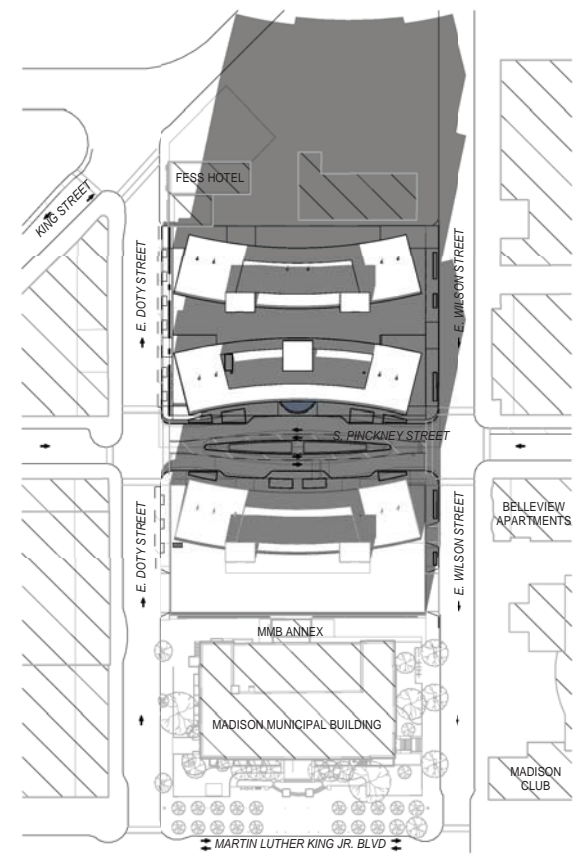 FESS HOTEL
KING STREET
E. DOTY STREET
E. WILSON STREET
S. PINCKNEY STREET
E. DOTY STREET
E. WILSON STREET
BELLEVIEW
APARTMENTS
MMB ANNEX
MADISON MUNICIPAL BUILDING
MADISON
CLUB
MARTIN LUTHER KING JR. BLVD